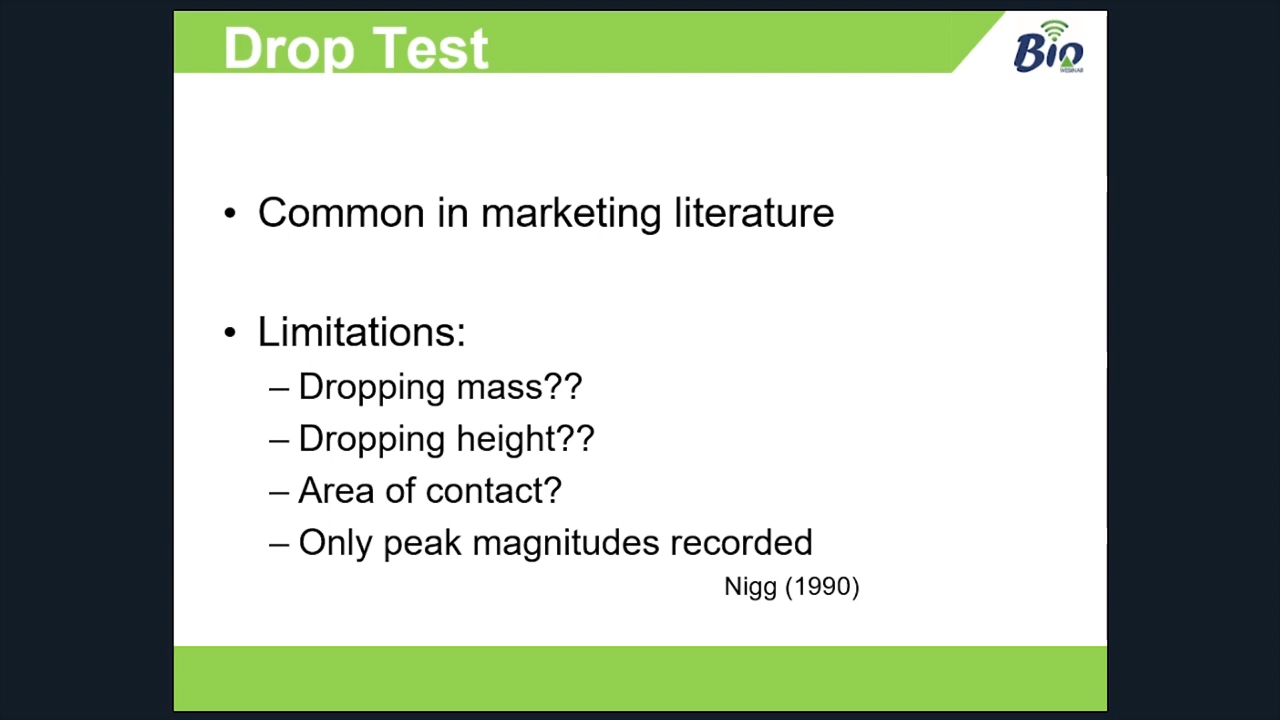 Drop Test
Bio
WEBINAR
• Common in marketing literature
• Limitations:
– Dropping mass??
– Dropping height??
– Area of contact?
– Only peak magnitudes recorded
Nigg (1990)